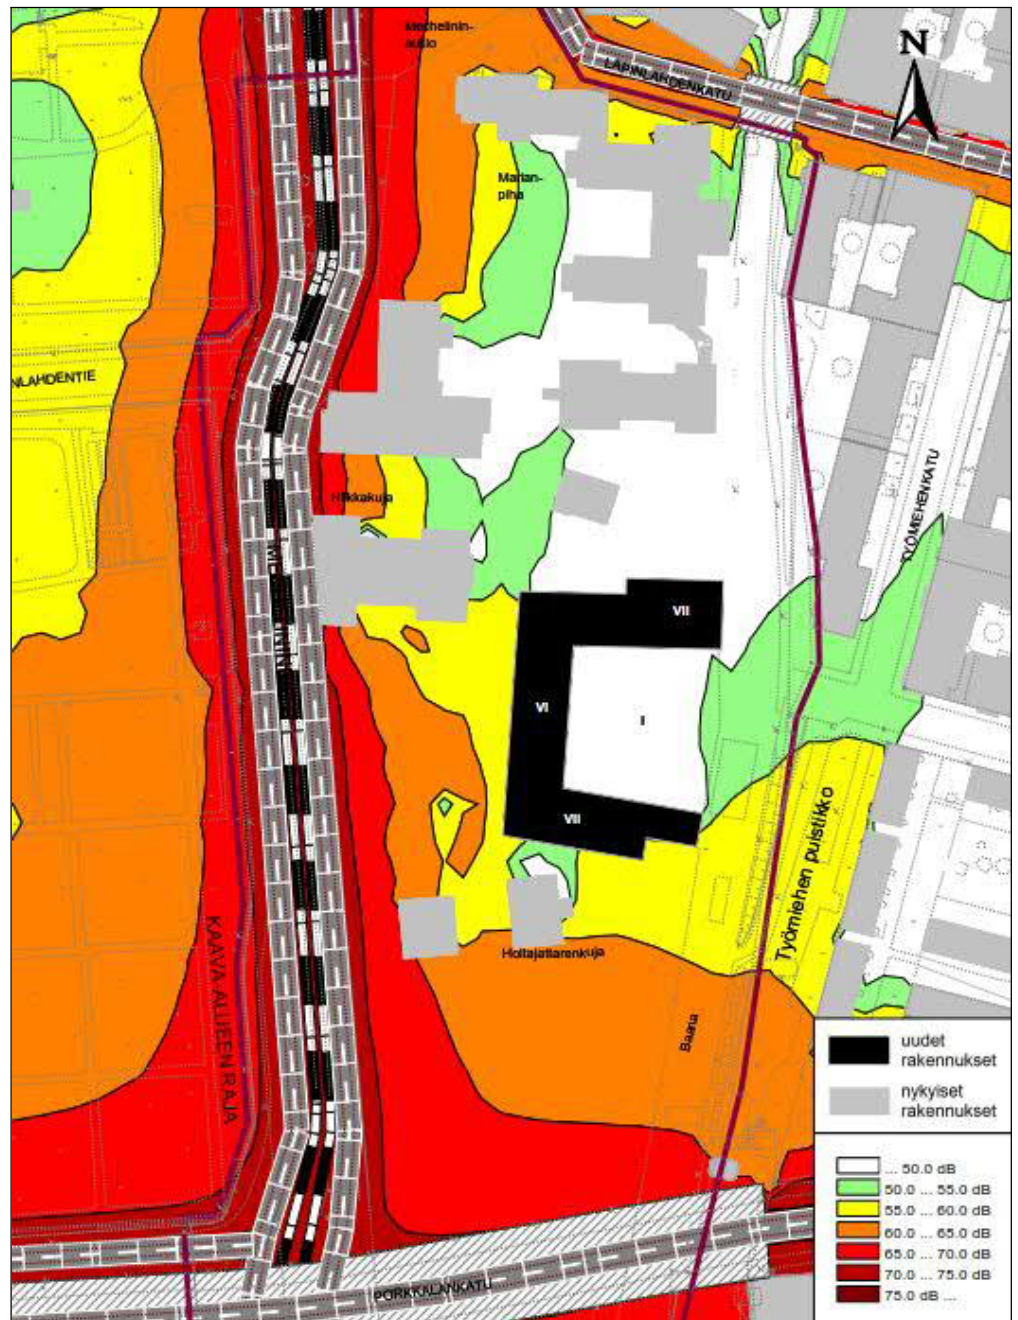 Mechelinin-
aukio
N
LAPINLAHDENKATU
Marian-
piha
NLAHDENTIE
Hilkkakuja
TYÖMIEHENKATU
VII
VI
I
VII
Työmiehen puistikko
KAAVA-ALUEEN RAJA
Hoitajattarenkuja
Baana
PORKKALANKATU
uudet
rakennukset
nykyiset
rakennukset
... 50.0 dB
50.0 ... 55.0 dB
55.0 ... 60.0 dB
60.0 ... 65.0 dB
65.0 ... 70.0 dB
70.0 ... 75.0 dB
75.0 dB ...